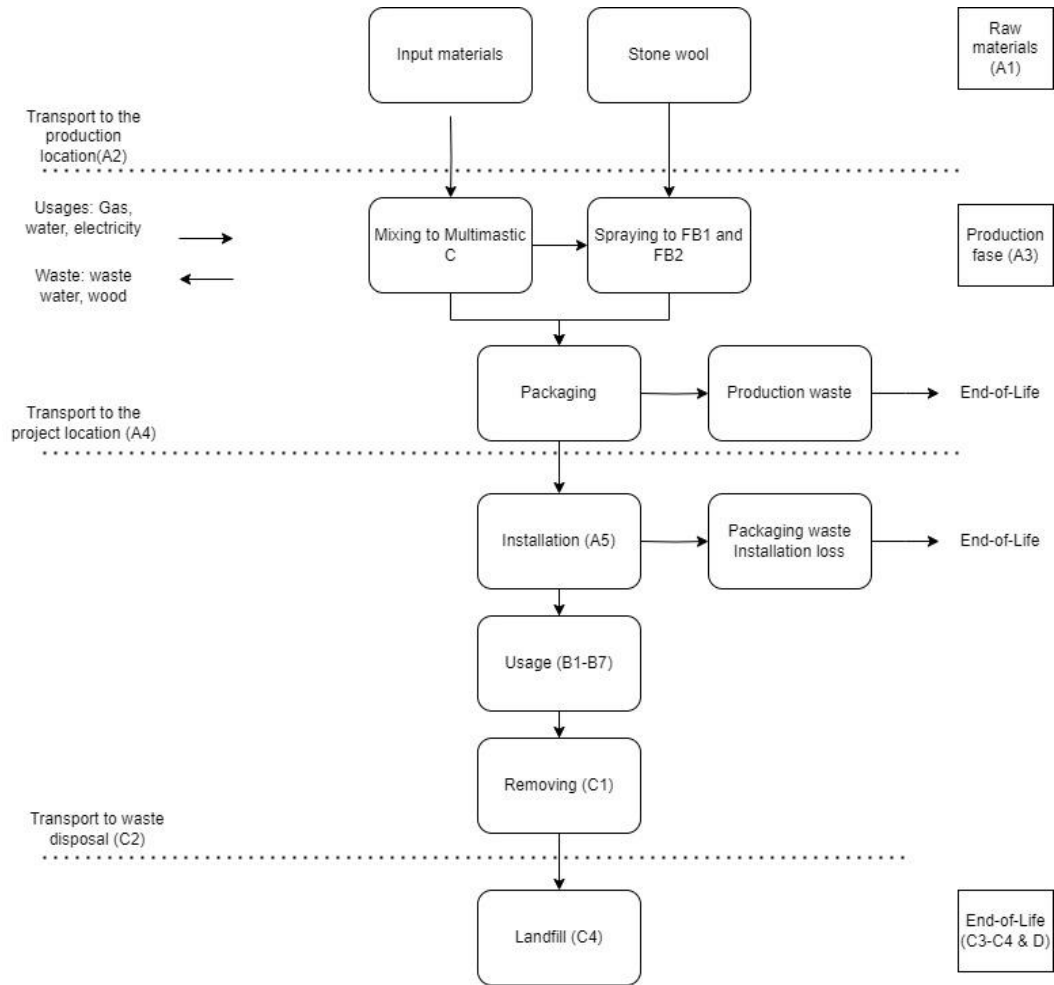 Input materials
Stone wool
Raw
materials
(A1)
Transport to the
production
location(A2)
Usages: Gas,
water, electricity
Waste: waste
water, wood
Mixing to Multimastic
C
Spraying to FB1 and
FB2
Production
fase (A3)
Packaging
Production waste
End-of-Life
Transport to the
project location (A4)
Installation (A5)
Packaging waste
Installation loss
End-of-Life
Usage (B1-B7)
Removing (C1)
Transport to waste
disposal (C2)
Landfill (C4)
End-of-Life
(C3-C4 & D)